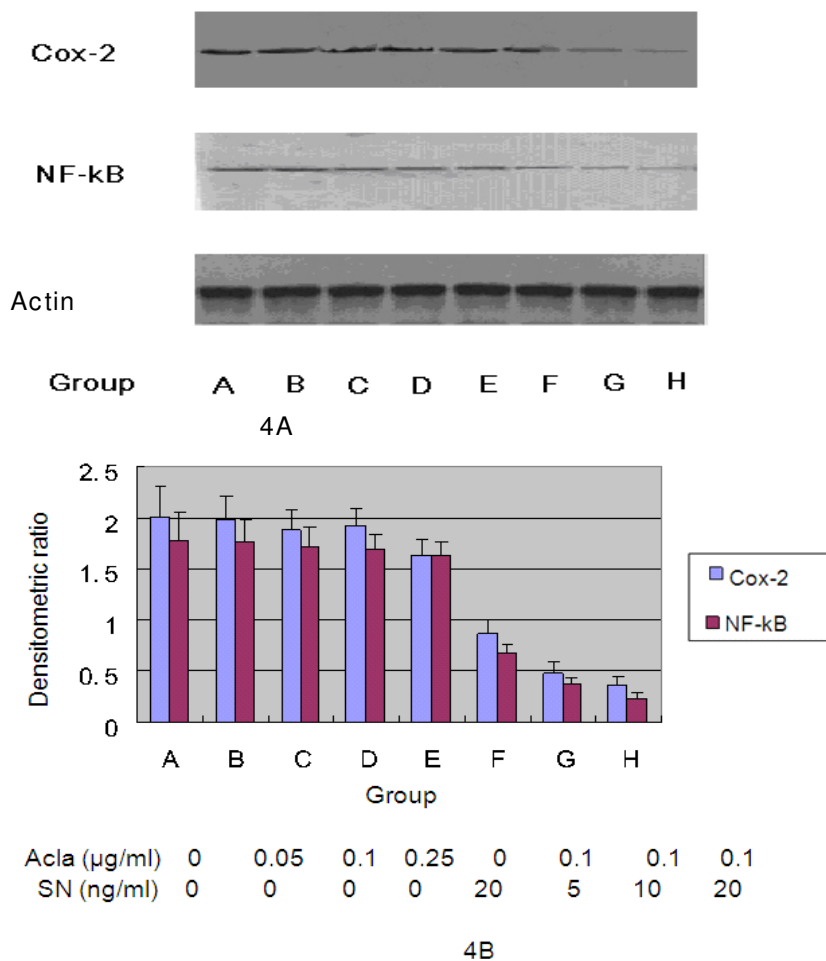 Cox-2
NF-kB
Actin
Group A B C D E F G H
4A
2.5
2
1.5
1
0.5
0
Densitometric ratio
A B C D E F G H
Group
Cox-2
NF-kB
Acla (µg/ml) 0 0.05 0.1 0.25 0 0.1 0.1 0.1
SN (ng/ml) 0 0 0 0 20 5 10 20
4B